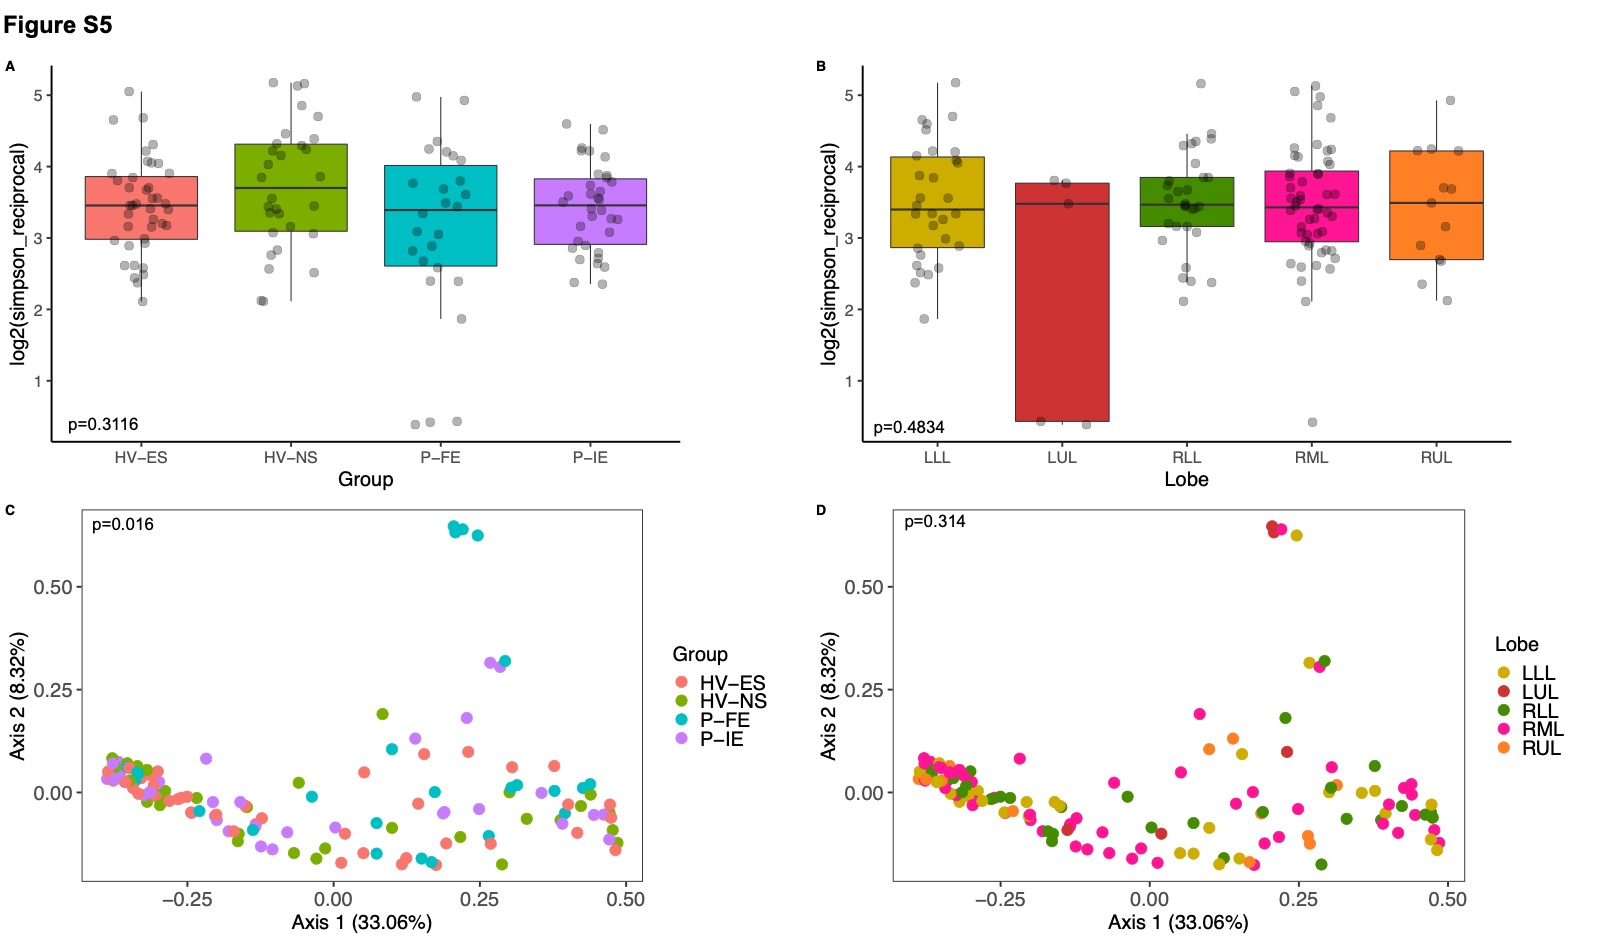 Figure S5
A
log2(simpson_reciprocal)
5
4
3
2
1
p=0.3116
HV−ES HV−NS P−FE P−IE
Group
B
log2(simpson_reciprocal)
5
4
3
2
1
p=0.4834
LLL LUL RLL RML RUL
Lobe
C
p=0.016
Axis 2 (8.32%)
0.50
0.25
0.00
−0.25 0.00 0.25 0.50
Axis 1 (33.06%)
Group
HV−ES
HV−NS
P−FE
P−IE
D
p=0.314
Axis 2 (8.32%)
0.50
0.25
0.00
−0.25 0.00 0.25 0.50
Axis 1 (33.06%)
Lobe
LLL
LUL
RLL
RML
RUL